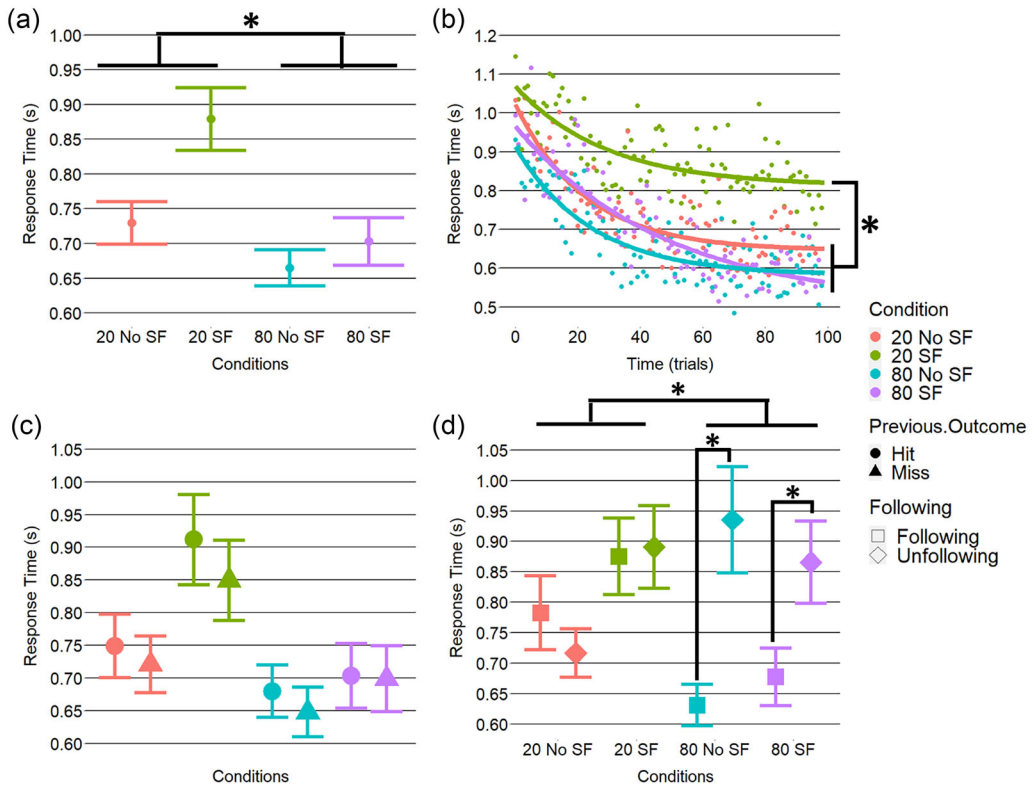 (a)
*
1.00
0.95
0.90
0.85
0.80
0.75
0.70
0.65
0.60
Response Time (s)
20 No SF 20 SF 80 No SF 80 SF
Conditions
(b)
1.2
1.1
1.0
0.9
0.8
0.7
0.6
0.5
Response Time (s)
*
0 20 40 60 80 100
Time (trials)
Condition
20 No SF
20 SF
80 No SF
80 SF
Previous.Outcome
Hit
Miss
Following
Following
Unfollowing
(c)
1.05
1.00
0.95
0.90
0.85
0.80
0.75
0.70
0.65
0.60
Response Time (s)
Conditions
(d)
*
*
*
1.05
1.00
0.95
0.90
0.85
0.80
0.75
0.70
0.65
0.60
Response Time (s)
20 No SF 20 SF 80 No SF 80 SF
Conditions